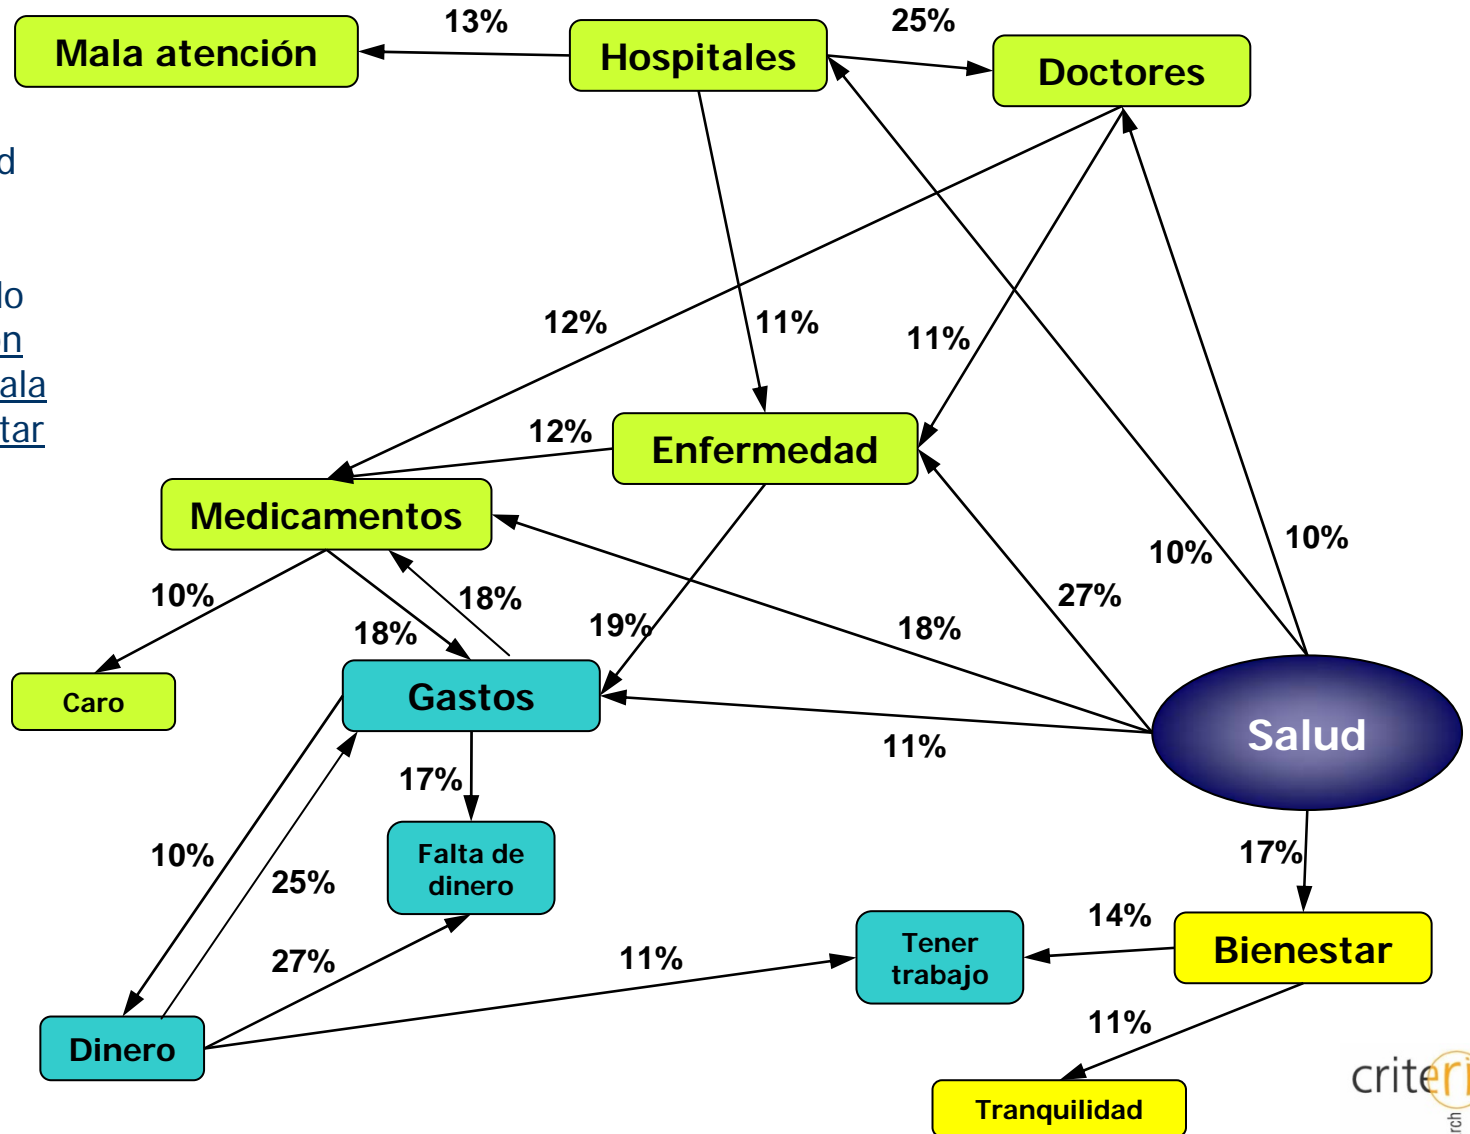 13%
25%
Mala atención
Hospitales
Doctores
12%
11%
11%
12%
Enfermedad
Medicamentos
10%
18%
18%
19%
18%
27%
10%
10%
Caro
Gastos
11%
Salud
17%
10%
25%
Falta de
dinero
17%
27%
11%
Tener
trabajo
14%
Bienestar
11%
Dinero
Tranquilidad